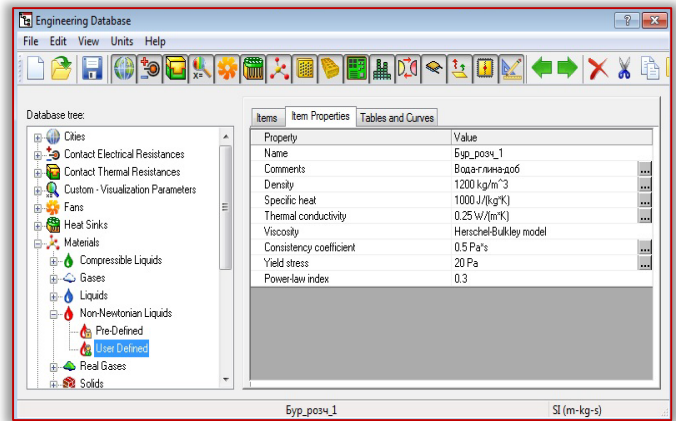 Engineering Database
File Edit View Units Help
Database tree:
Cities
Contact Electrical Resistances
Contact Thermal Resistances
Custom - Visualization Parameters
Fans
Heat Sinks
Materials
Compressible Liquids
Gases
Liquids
Non-Newtonian Liquids
Pre-Defined
User Defined
Real Gases
Solids
Items Item Properties Tables and Curves
Property Value
Name Бур_розч_1
Comments Вода-глина-доб
Density 1200 kg/m^3
Specific heat 1000 J/(kg*K)
Thermal conductivity 0.25 W/(m*K)
Viscosity Herschel-Bulkley model
Consistency coefficient 0.5 Pa*s
Yield stress 20 Pa
Power-law index 0.3
Бур_розч_1 SI (m-kg-s)